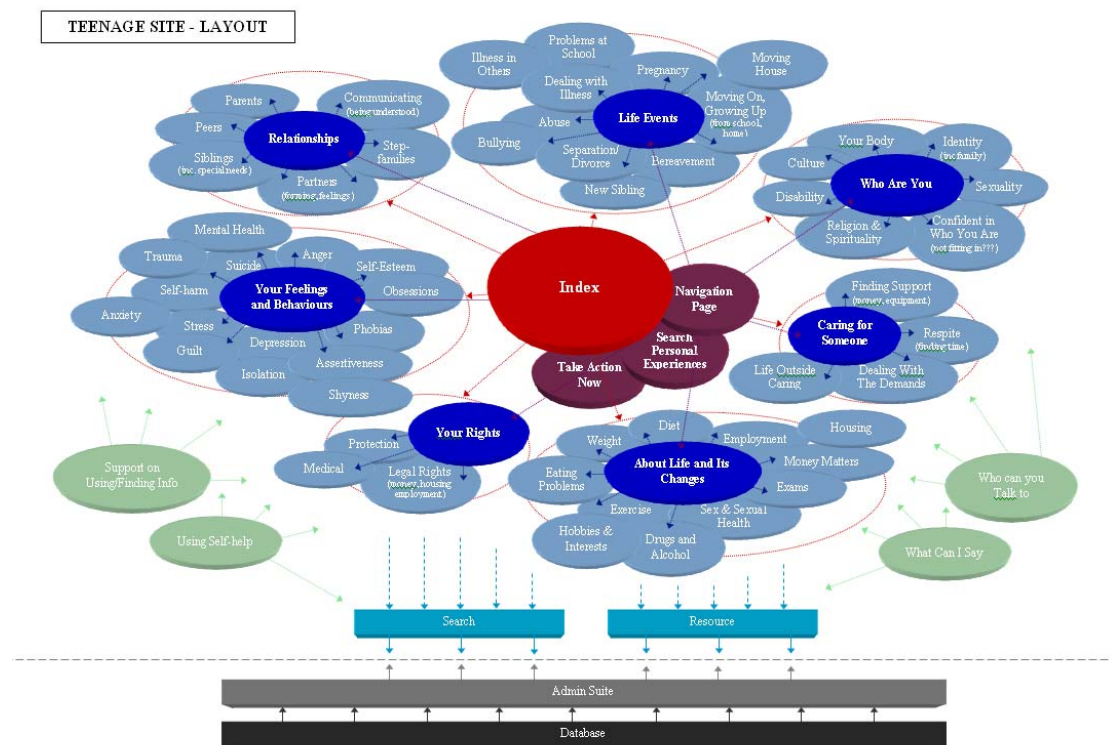 TEENAGE SITE - LAYOUT
Relationships
Parents
Communicating
(being understood)
Peers
Step-
families
Siblings
(inc. special needs)
Partners
(forming, feelings)
Life Events
Illness in
Others
Problems at
School
Pregnancy
Moving
House
Dealing with
Illness
Moving On,
Growing Up
(from school,
home)
Abuse
Bullying
Separation/
Divorce
Bereavement
New Sibling
Who Are You
Your Body
Identity
(inc family)
Culture
Sexuality
Disability
Religion &
Spirituality
Confident in
Who You Are
(not fitting in???)
Your Feelings
and Behaviours
Mental Health
Trauma
Suicide
Anger
Self-Esteem
Self-harm
Obsessions
Anxiety
Stress
Phobias
Guilt
Depression
Assertiveness
Isolation
Shyness
Index
Navigation
Page
Search
Personal
Experiences
Take Action
Now
Caring for
Someone
Finding Support
(money, equipment.)
Respite
(finding time)
Life Outside
Caring
Dealing With
The Demands
Your Rights
Protection
Medical
Legal Rights
(money, housing
employment.)
About Life and Its
Changes
Diet
Weight
Employment
Housing
Eating
Problems
Money Matters
Exams
Exercise
Sex & Sexual
Health
Hobbies &
Interests
Drugs and
Alcohol
Support on
Using/Finding Info
Using Self-help
Who can you
Talk to
What Can I Say
Search
Resource
Admin Suite
Database